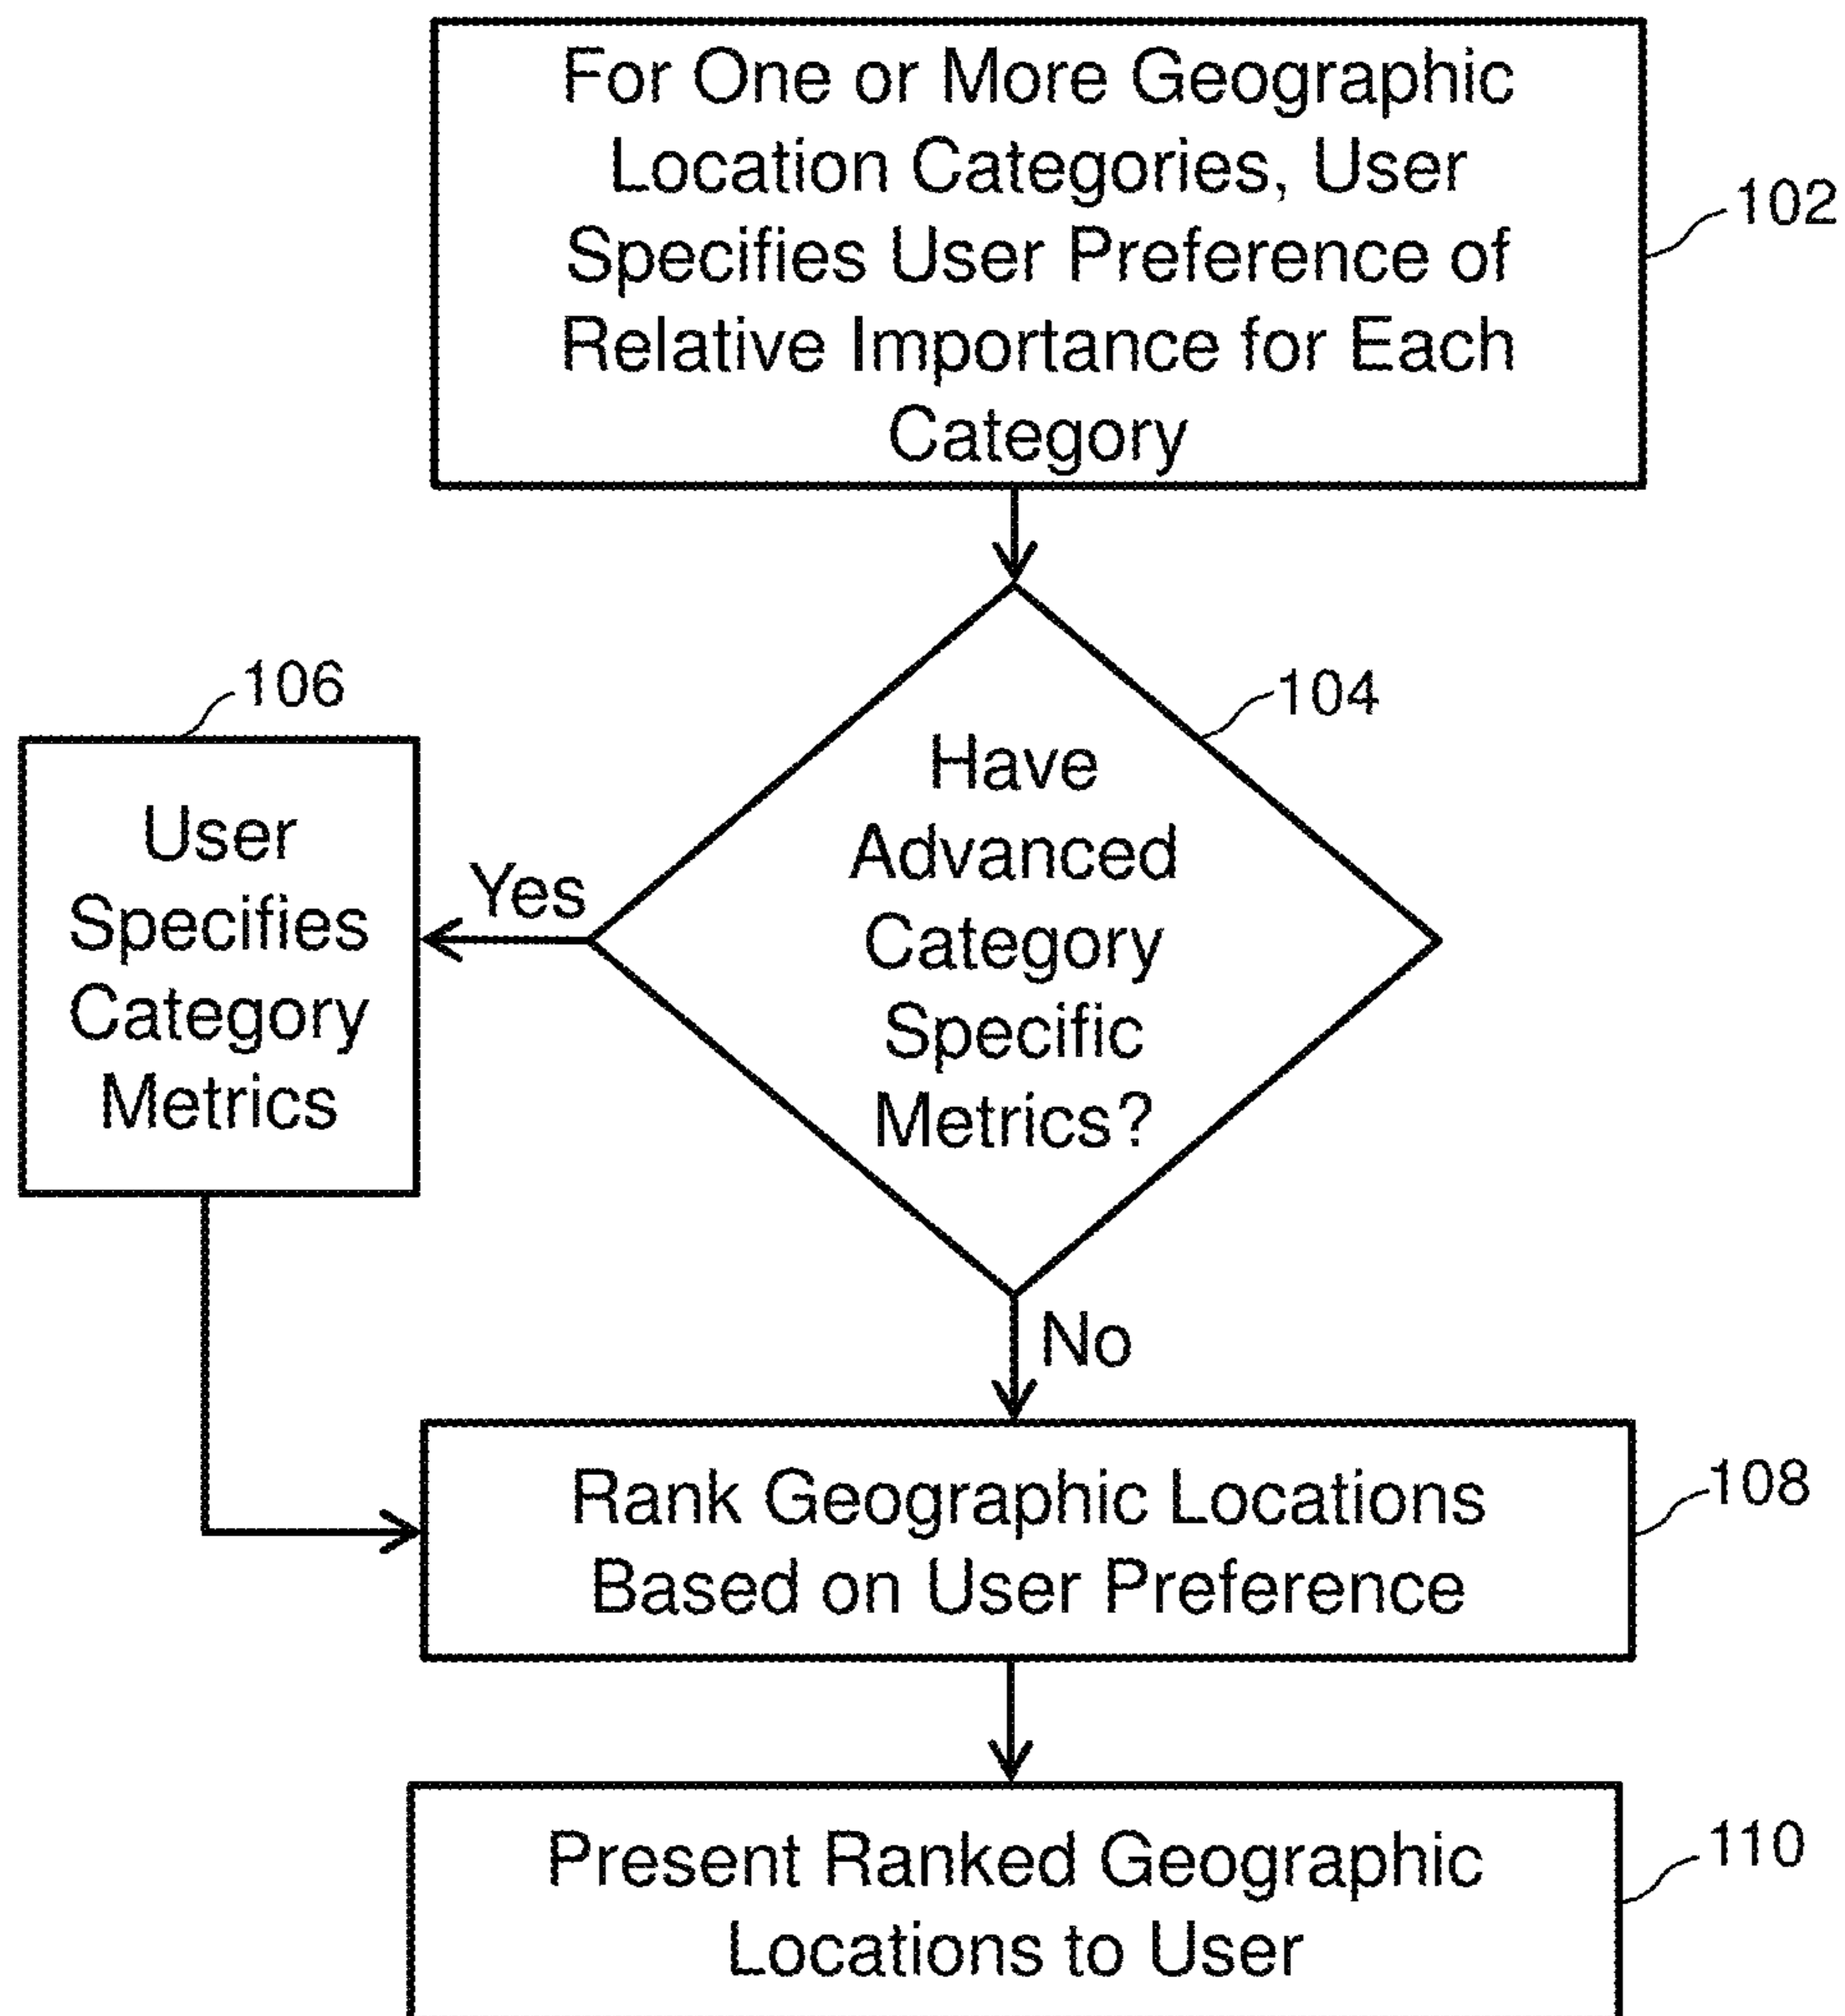 For One or More Geographic
Location Categories, User
Specifies User Preference of
Relative Importance for Each
Category
102
104
Have
Advanced
Category
Specific
Metrics?
Yes
106
User
Specifies
Category
Metrics
No
Rank Geographic Locations
Based on User Preference
108
Present Ranked Geographic
Locations to User
110